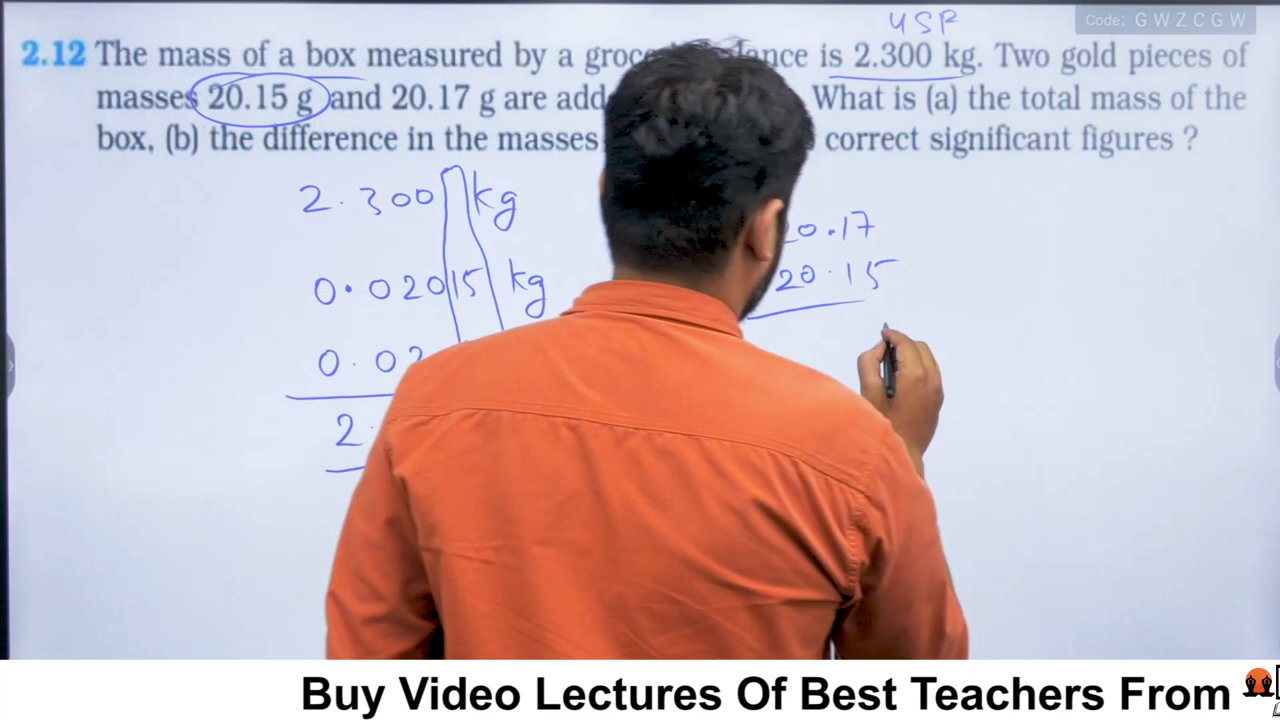 4SF
Code: G W Z C G W
2.12 The mass of a box measured by a groce ance is 2.300 kg. Two gold pieces of
masses 20.15 g and 20.17 g are add What is (a) the total mass of the
box, (b) the difference in the masses correct significant figures ?
2.300 kg
0.02015 kg
0.02
2.
20.17
20.15
Buy Video Lectures Of Best Teachers From